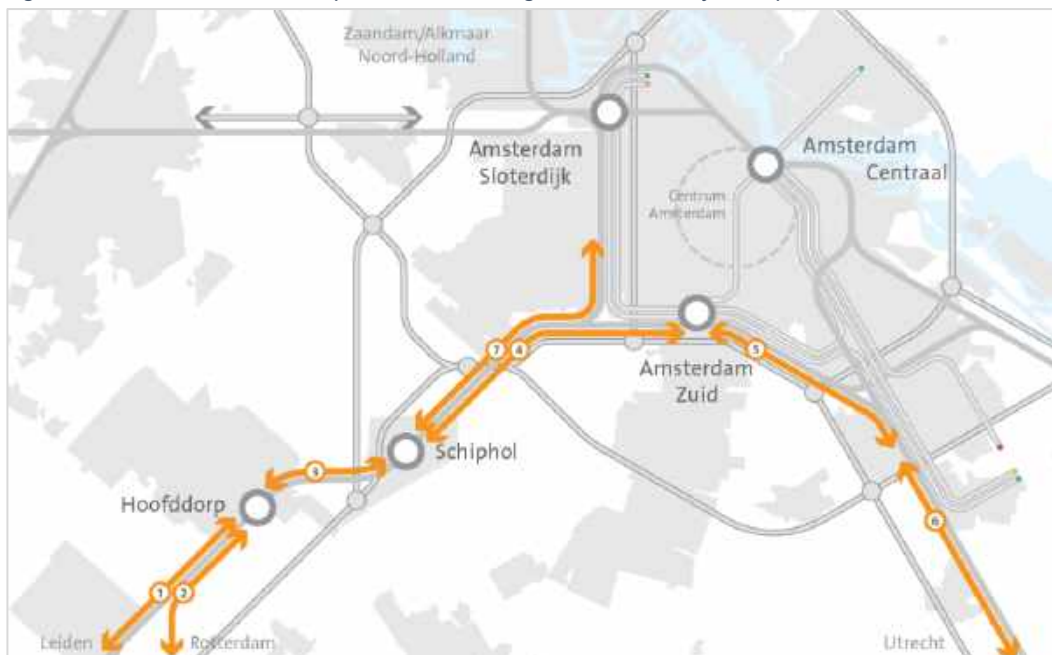 Zaandam/Alkmaar
Noord-Holland
Amsterdam
Sloterdijk
Amsterdam
Centraal
Centrum
Amsterdam
7
4
5
Amsterdam
Zuid
Schiphol
3
Hoofddorp
6
1
2
Leiden
Rotterdam
Utrecht